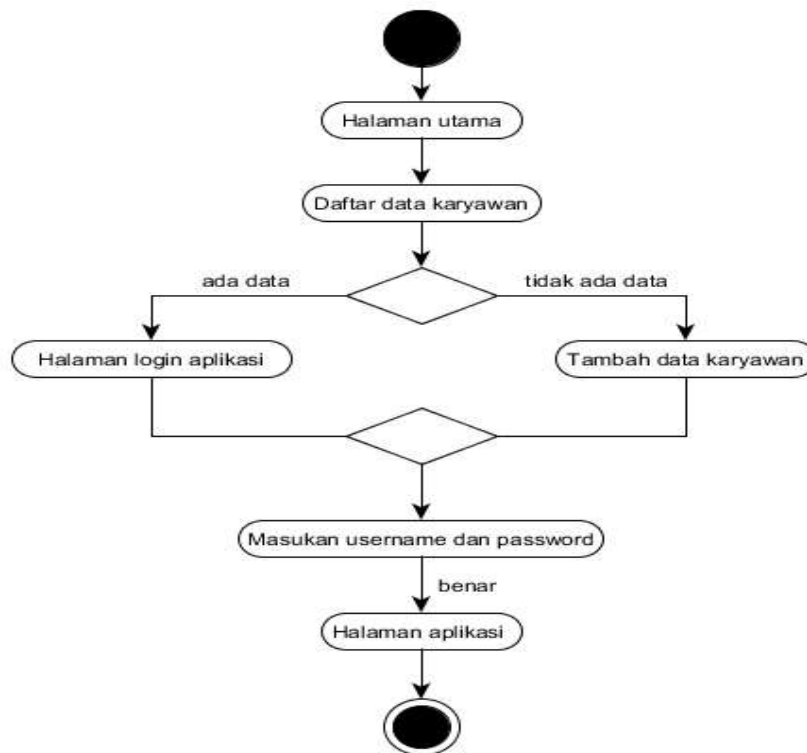 Halaman utama
Daftar data karyawan
ada data
tidak ada data
Halaman login aplikasi
Tambah data karyawan
Masukan username dan password
benar
Halaman aplikasi